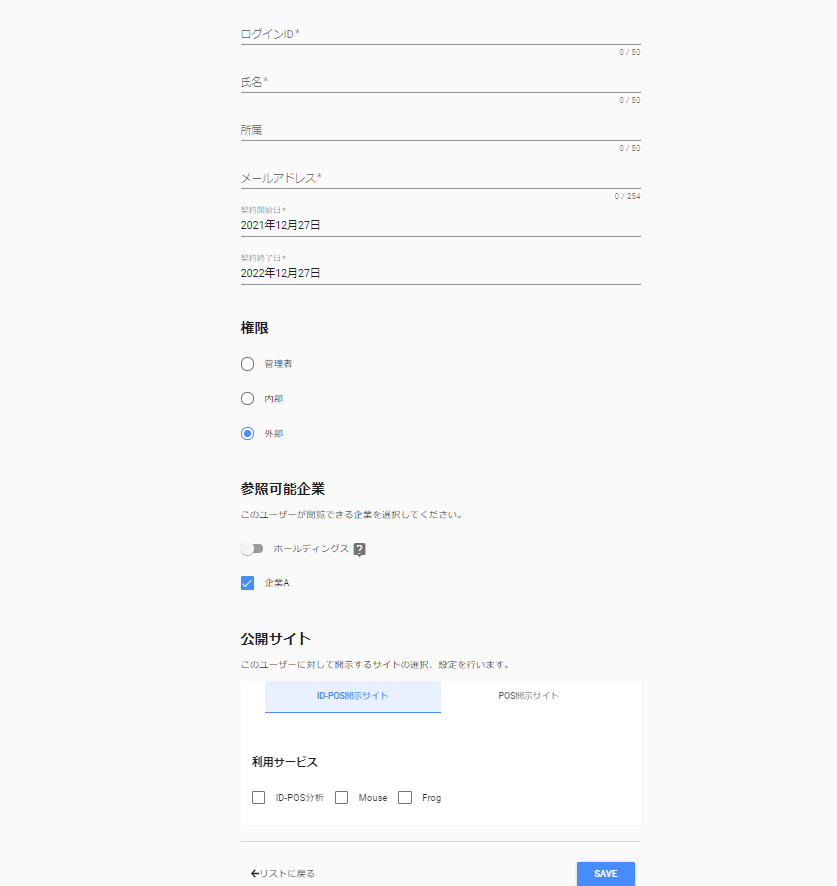 ログインID*
0 / 50
氏名*
0 / 50
所属
0 / 50
メールアドレス*
0 / 254
契約開始日*
2021年12月27日
契約終了日*
2022年12月27日
権限
管理者
内部
外部
参照可能企業
このユーザーが閲覧できる企業を選択してください。
ホールディングス ?
企業A
公開サイト
このユーザーに対して開示するサイトの選択、設定を行います。
ID-POS開示サイト POS開示サイト
利用サービス
ID-POS分析 Mouse Frog
←リストに戻る SAVE